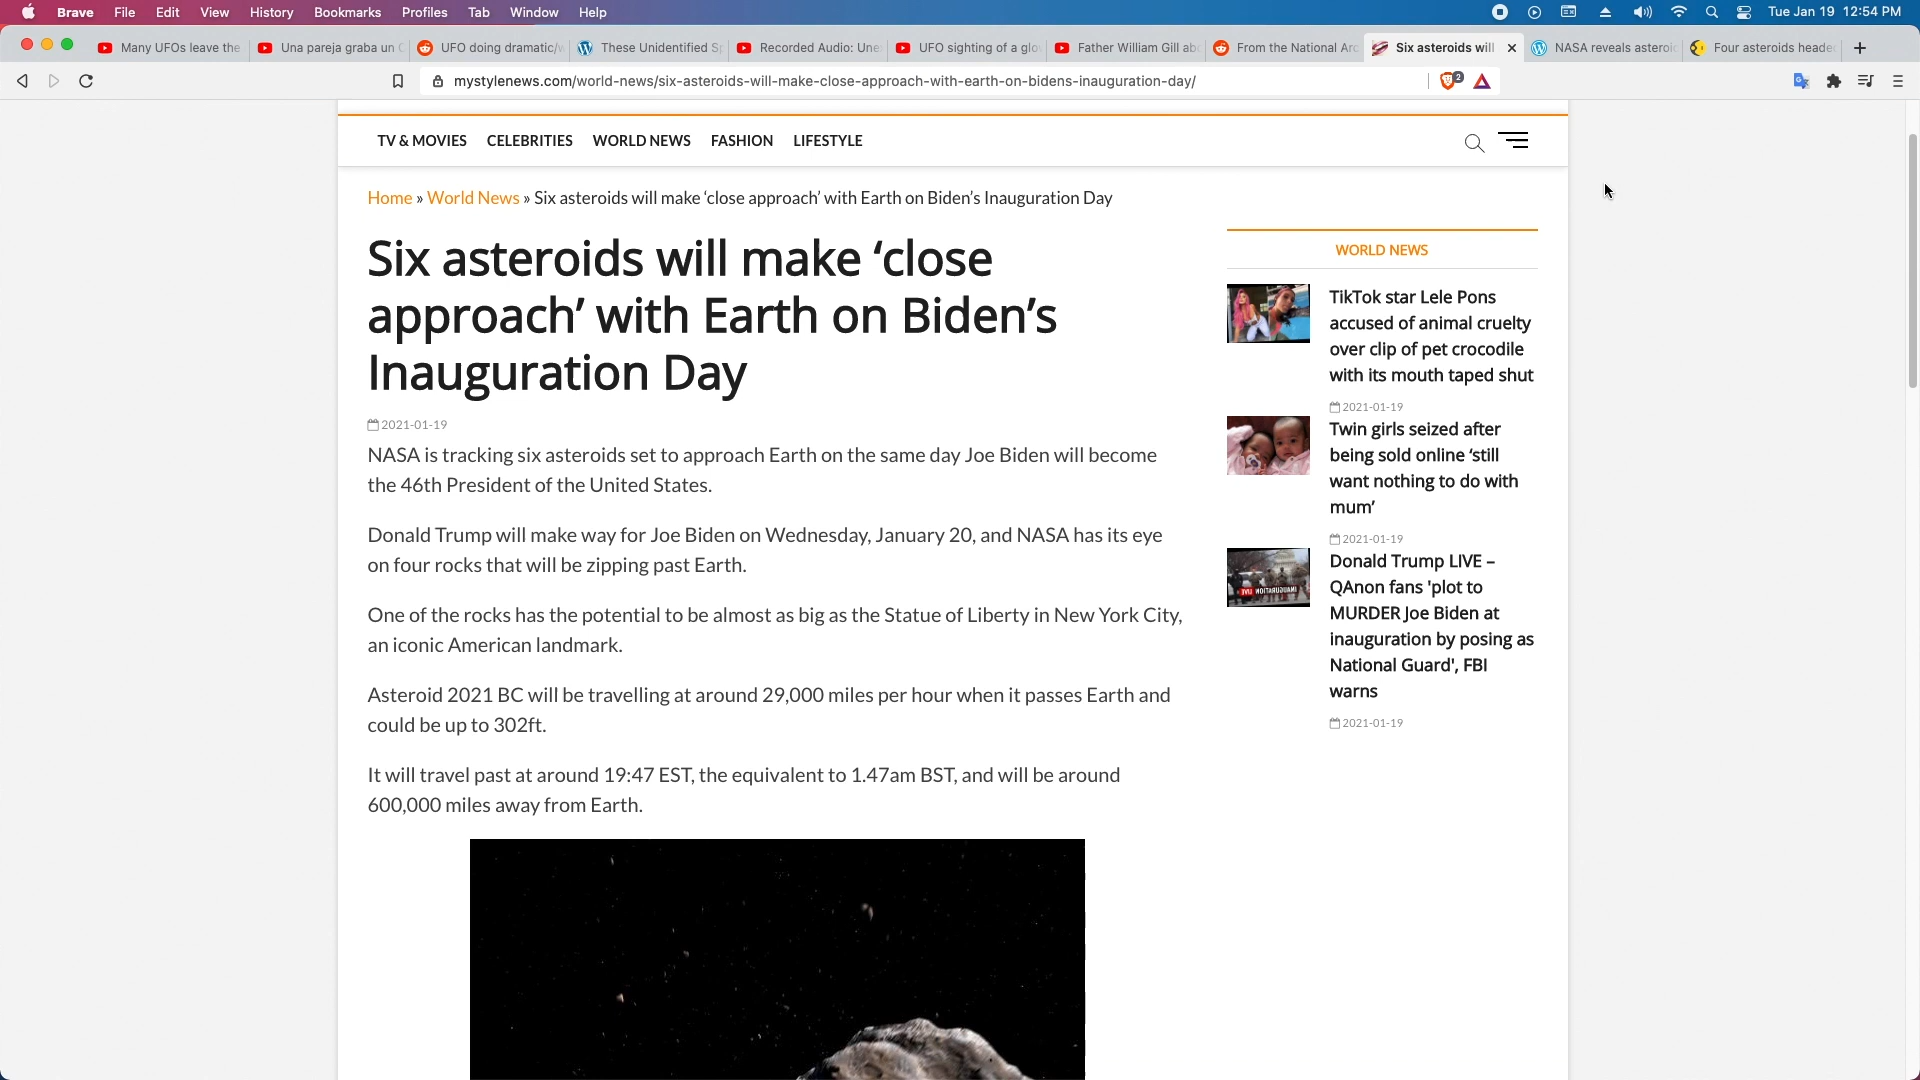 Brave File Edit View History Bookmarks Profiles Tab Window Help Tue Jan 19 12:54 PM
Many UFOs leave the
Una pareja graba un
UFO doing dramatic/
These Unidentified
Recorded Audio: Une
UFO sighting of a glo
Father William Gill ab
From the National Arc
Six asteroids will
NASA reveals asteroi
Four asteroids heade
mystylenews.com/world-news/six-asteroids-will-make-close-approach-with-earth-on-bidens-inauguration-day/
2
TV & MOVIES CELEBRITIES WORLD NEWS FASHION LIFESTYLE
Home » World News » Six asteroids will make ‘close approach’ with Earth on Biden’s Inauguration Day
Six asteroids will make ‘close
approach’ with Earth on Biden’s
Inauguration Day
2021-01-19
NASA is tracking six asteroids set to approach Earth on the same day Joe Biden will become
the 46th President of the United States.
Donald Trump will make way for Joe Biden on Wednesday, January 20, and NASA has its eye
on four rocks that will be zipping past Earth.
One of the rocks has the potential to be almost as big as the Statue of Liberty in New York City,
an iconic American landmark.
Asteroid 2021 BC will be travelling at around 29,000 miles per hour when it passes Earth and
could be up to 302ft.
It will travel past at around 19:47 EST, the equivalent to 1.47am BST, and will be around
600,000 miles away from Earth.
WORLD NEWS
TikTok star Lele Pons
accused of animal cruelty
over clip of pet crocodile
with its mouth taped shut
2021-01-19
Twin girls seized after
being sold online ‘still
want nothing to do with
mum’
2021-01-19
Donald Trump LIVE –
QAnon fans 'plot to
MURDER Joe Biden at
inauguration by posing as
National Guard', FBI
warns
2021-01-19